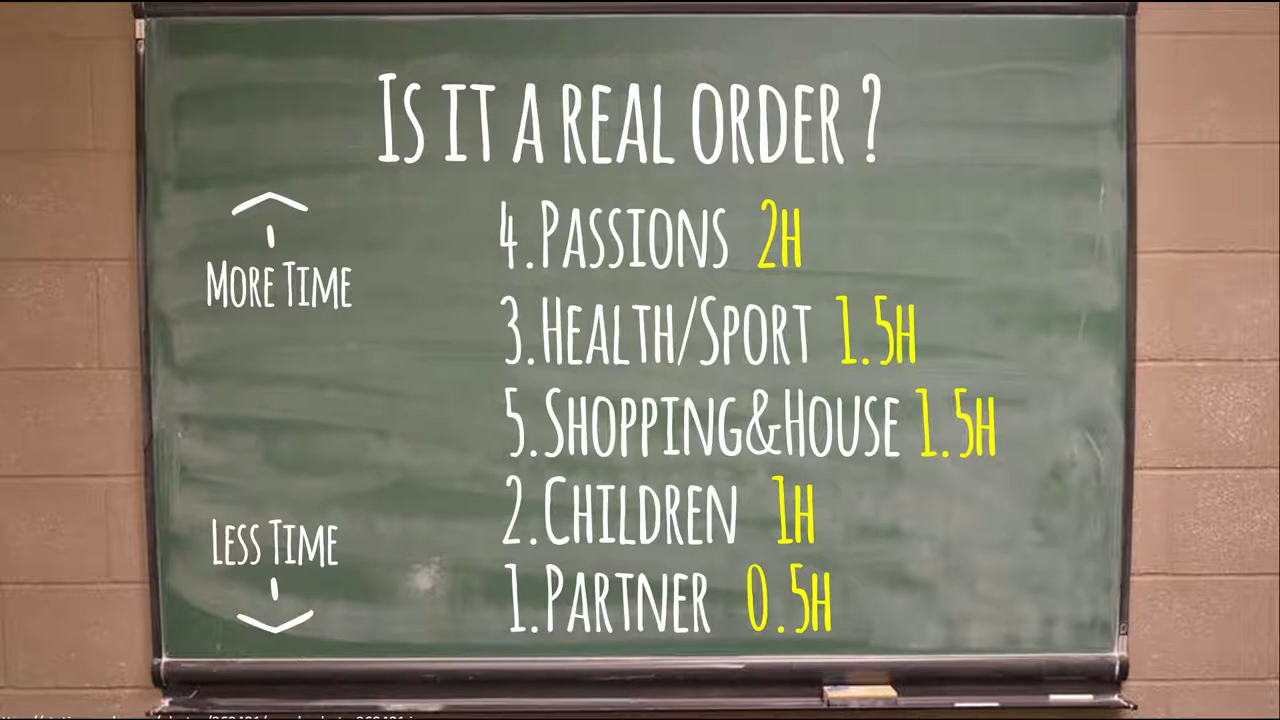 Is it a real order ?
4.Passions 2h
More Time
3.Health/Sport 1.5h
5.Shopping&House 1.5h
2.Children 1h
Less Time
1.Partner 0.5h